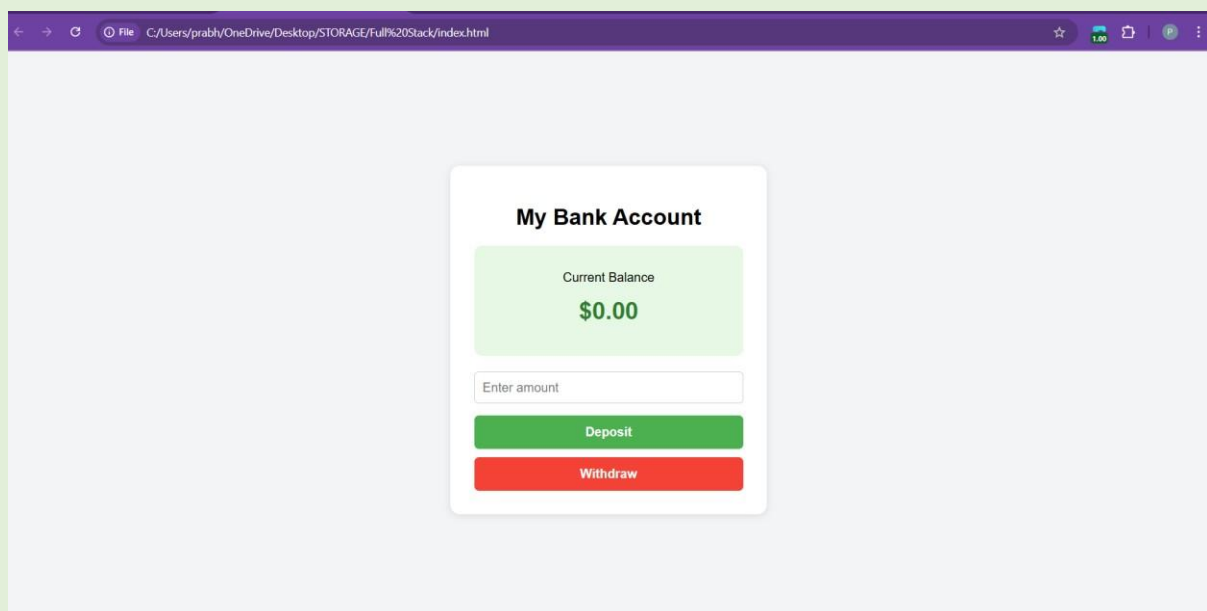 File C:/Users/prabh/OneDrive/Desktop/STORAGE/Full%20Stack/index.html
1.00
P
My Bank Account
Current Balance
$0.00
Enter amount
Deposit
Withdraw